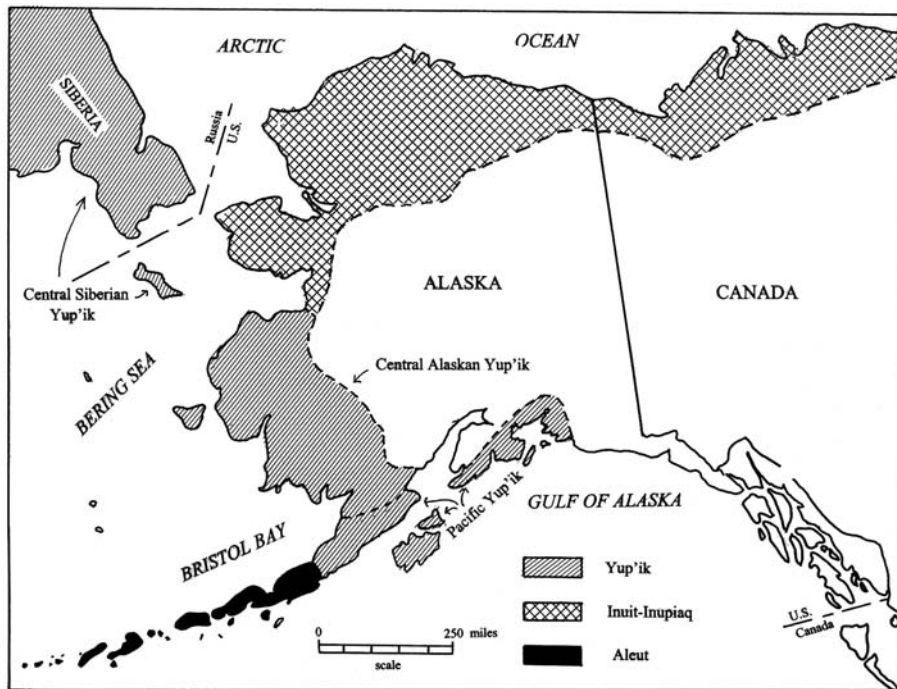 ARCTIC
OCEAN
SIBERIA
Russia
U.S.
ALASKA
CANADA
Central Siberian
Yup'ik
Central Alaskan Yup'ik
BERING SEA
Pacific Yup'ik
GULF OF ALASKA
BRISTOL BAY
Yup'ik
Inuit-Inupiaq
Aleut
0 250 miles
scale
U.S.
Canada